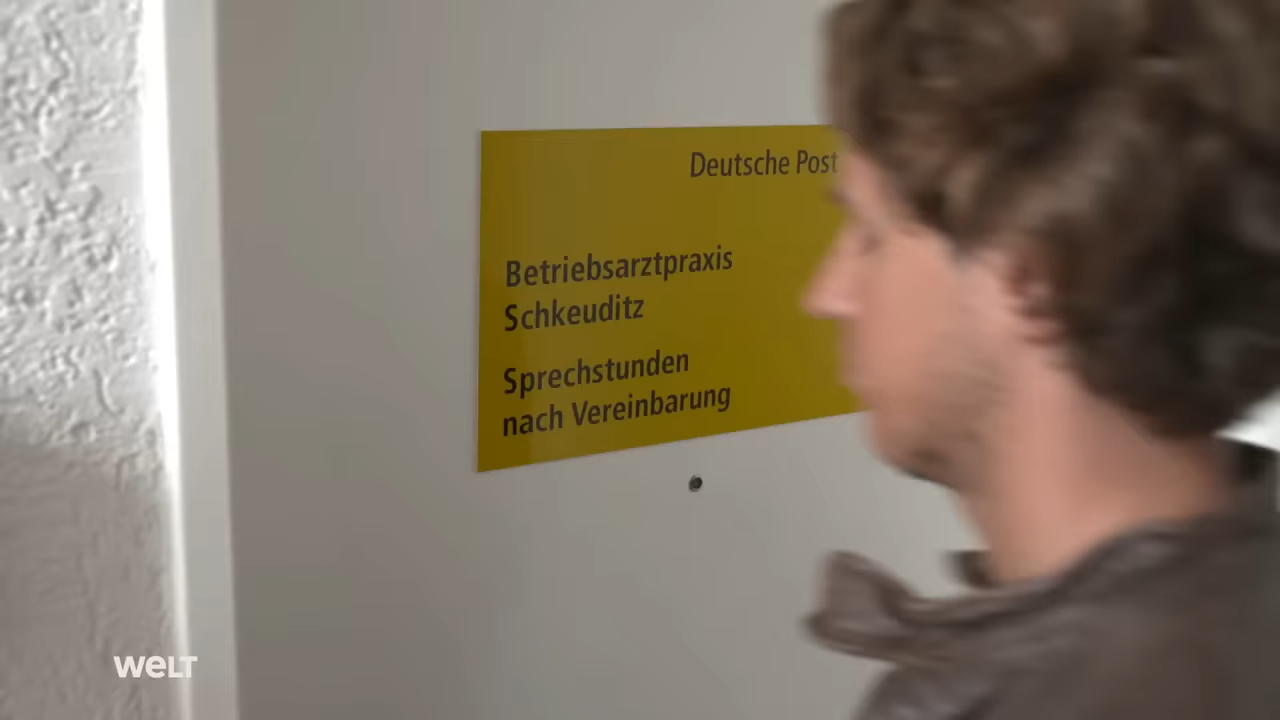 Deutsche Post
Betriebsarztpraxis
Schkeuditz
Sprechstunden
nach Vereinbarung
welt